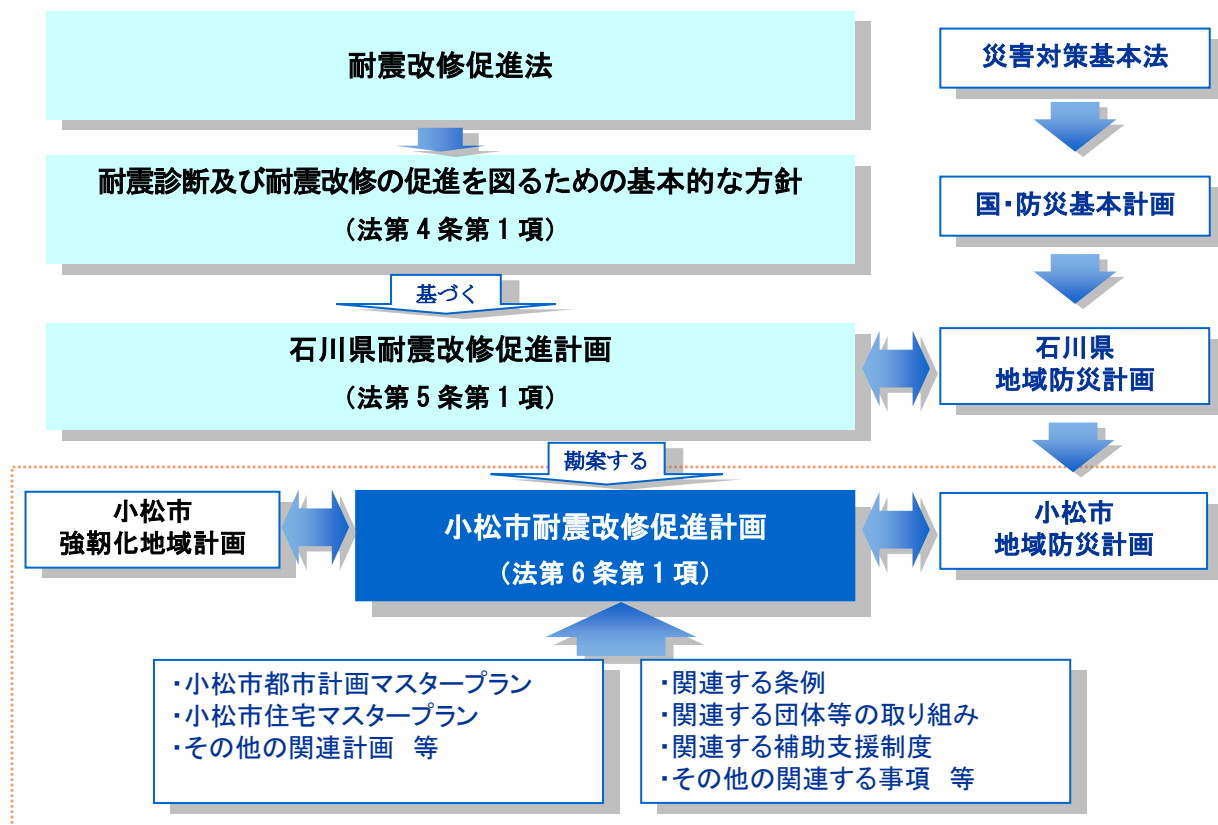 耐震改修促進法
災害対策基本法
耐震診断及び耐震改修の促進を図るための基本的な方針
（法第４条第１項）
国・防災基本計画
基づく
石川県耐震改修促進計画
（法第５条第１項）
石川県
地域防災計画
勘案する
小松市
強靭化地域計画
小松市耐震改修促進計画
（法第６条第１項）
小松市
地域防災計画
・小松市都市計画マスタープラン
・小松市住宅マスタープラン
・その他の関連計画　等
・関連する条例
・関連する団体等の取り組み
・関連する補助支援制度
・その他の関連する事項　等